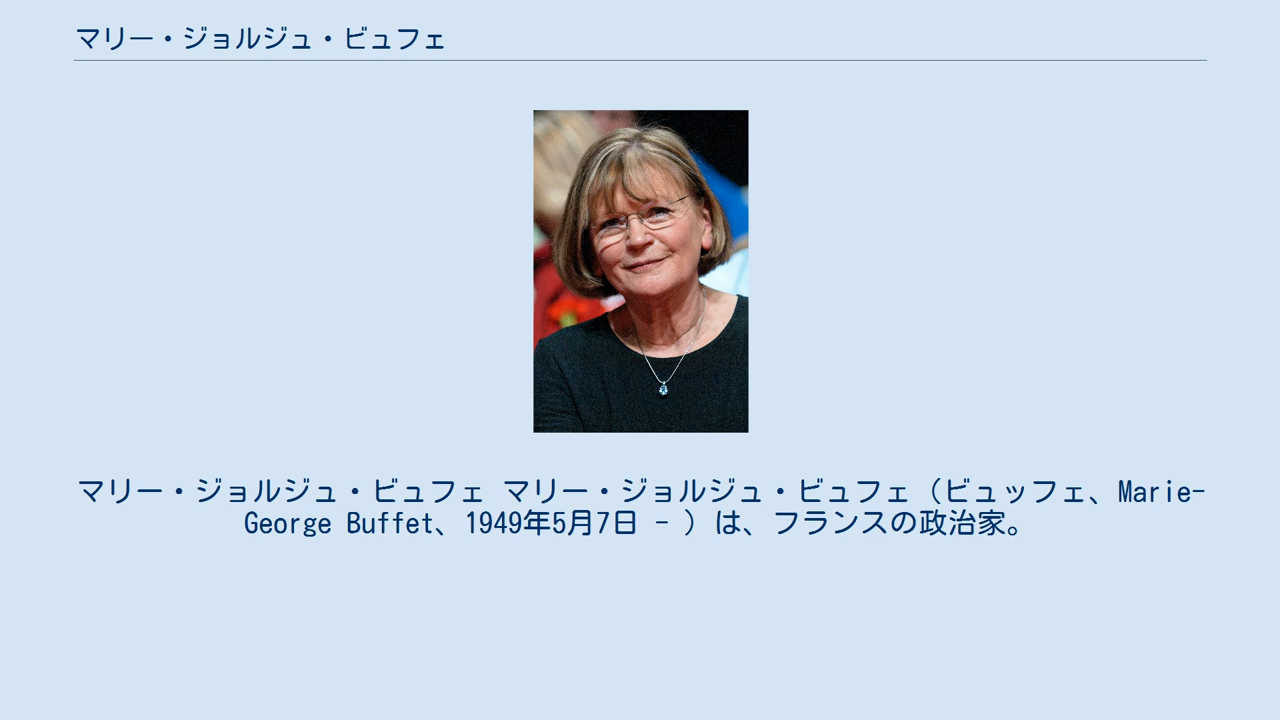 マリー・ジョルジュ・ビュフェ
マリー・ジョルジュ・ビュフェ マリー・ジョルジュ・ビュフェ（ビュッフェ、Marie-
George Buffet、1949年5月7日 - ）は、フランスの政治家。